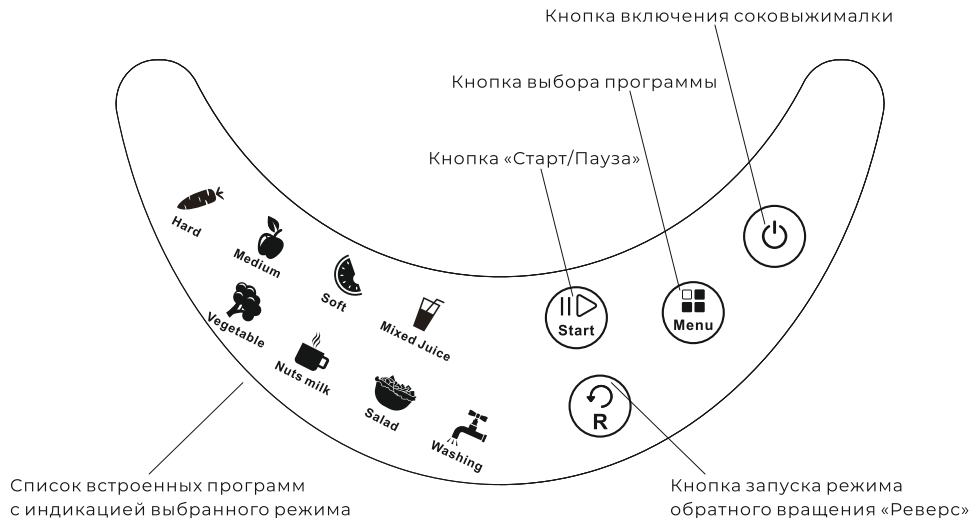 Кнопка включения соковыжималки
Кнопка выбора программы
Кнопка «Старт/Пауза»
Hard
Medium
Soft
Mixed Juice
Vegetable
Nuts milk
Salad
Washing
Start
Menu
R
Список встроенных программ
с индикацией выбранного режима
Кнопка запуска режима
обратного вращения «Реверс»